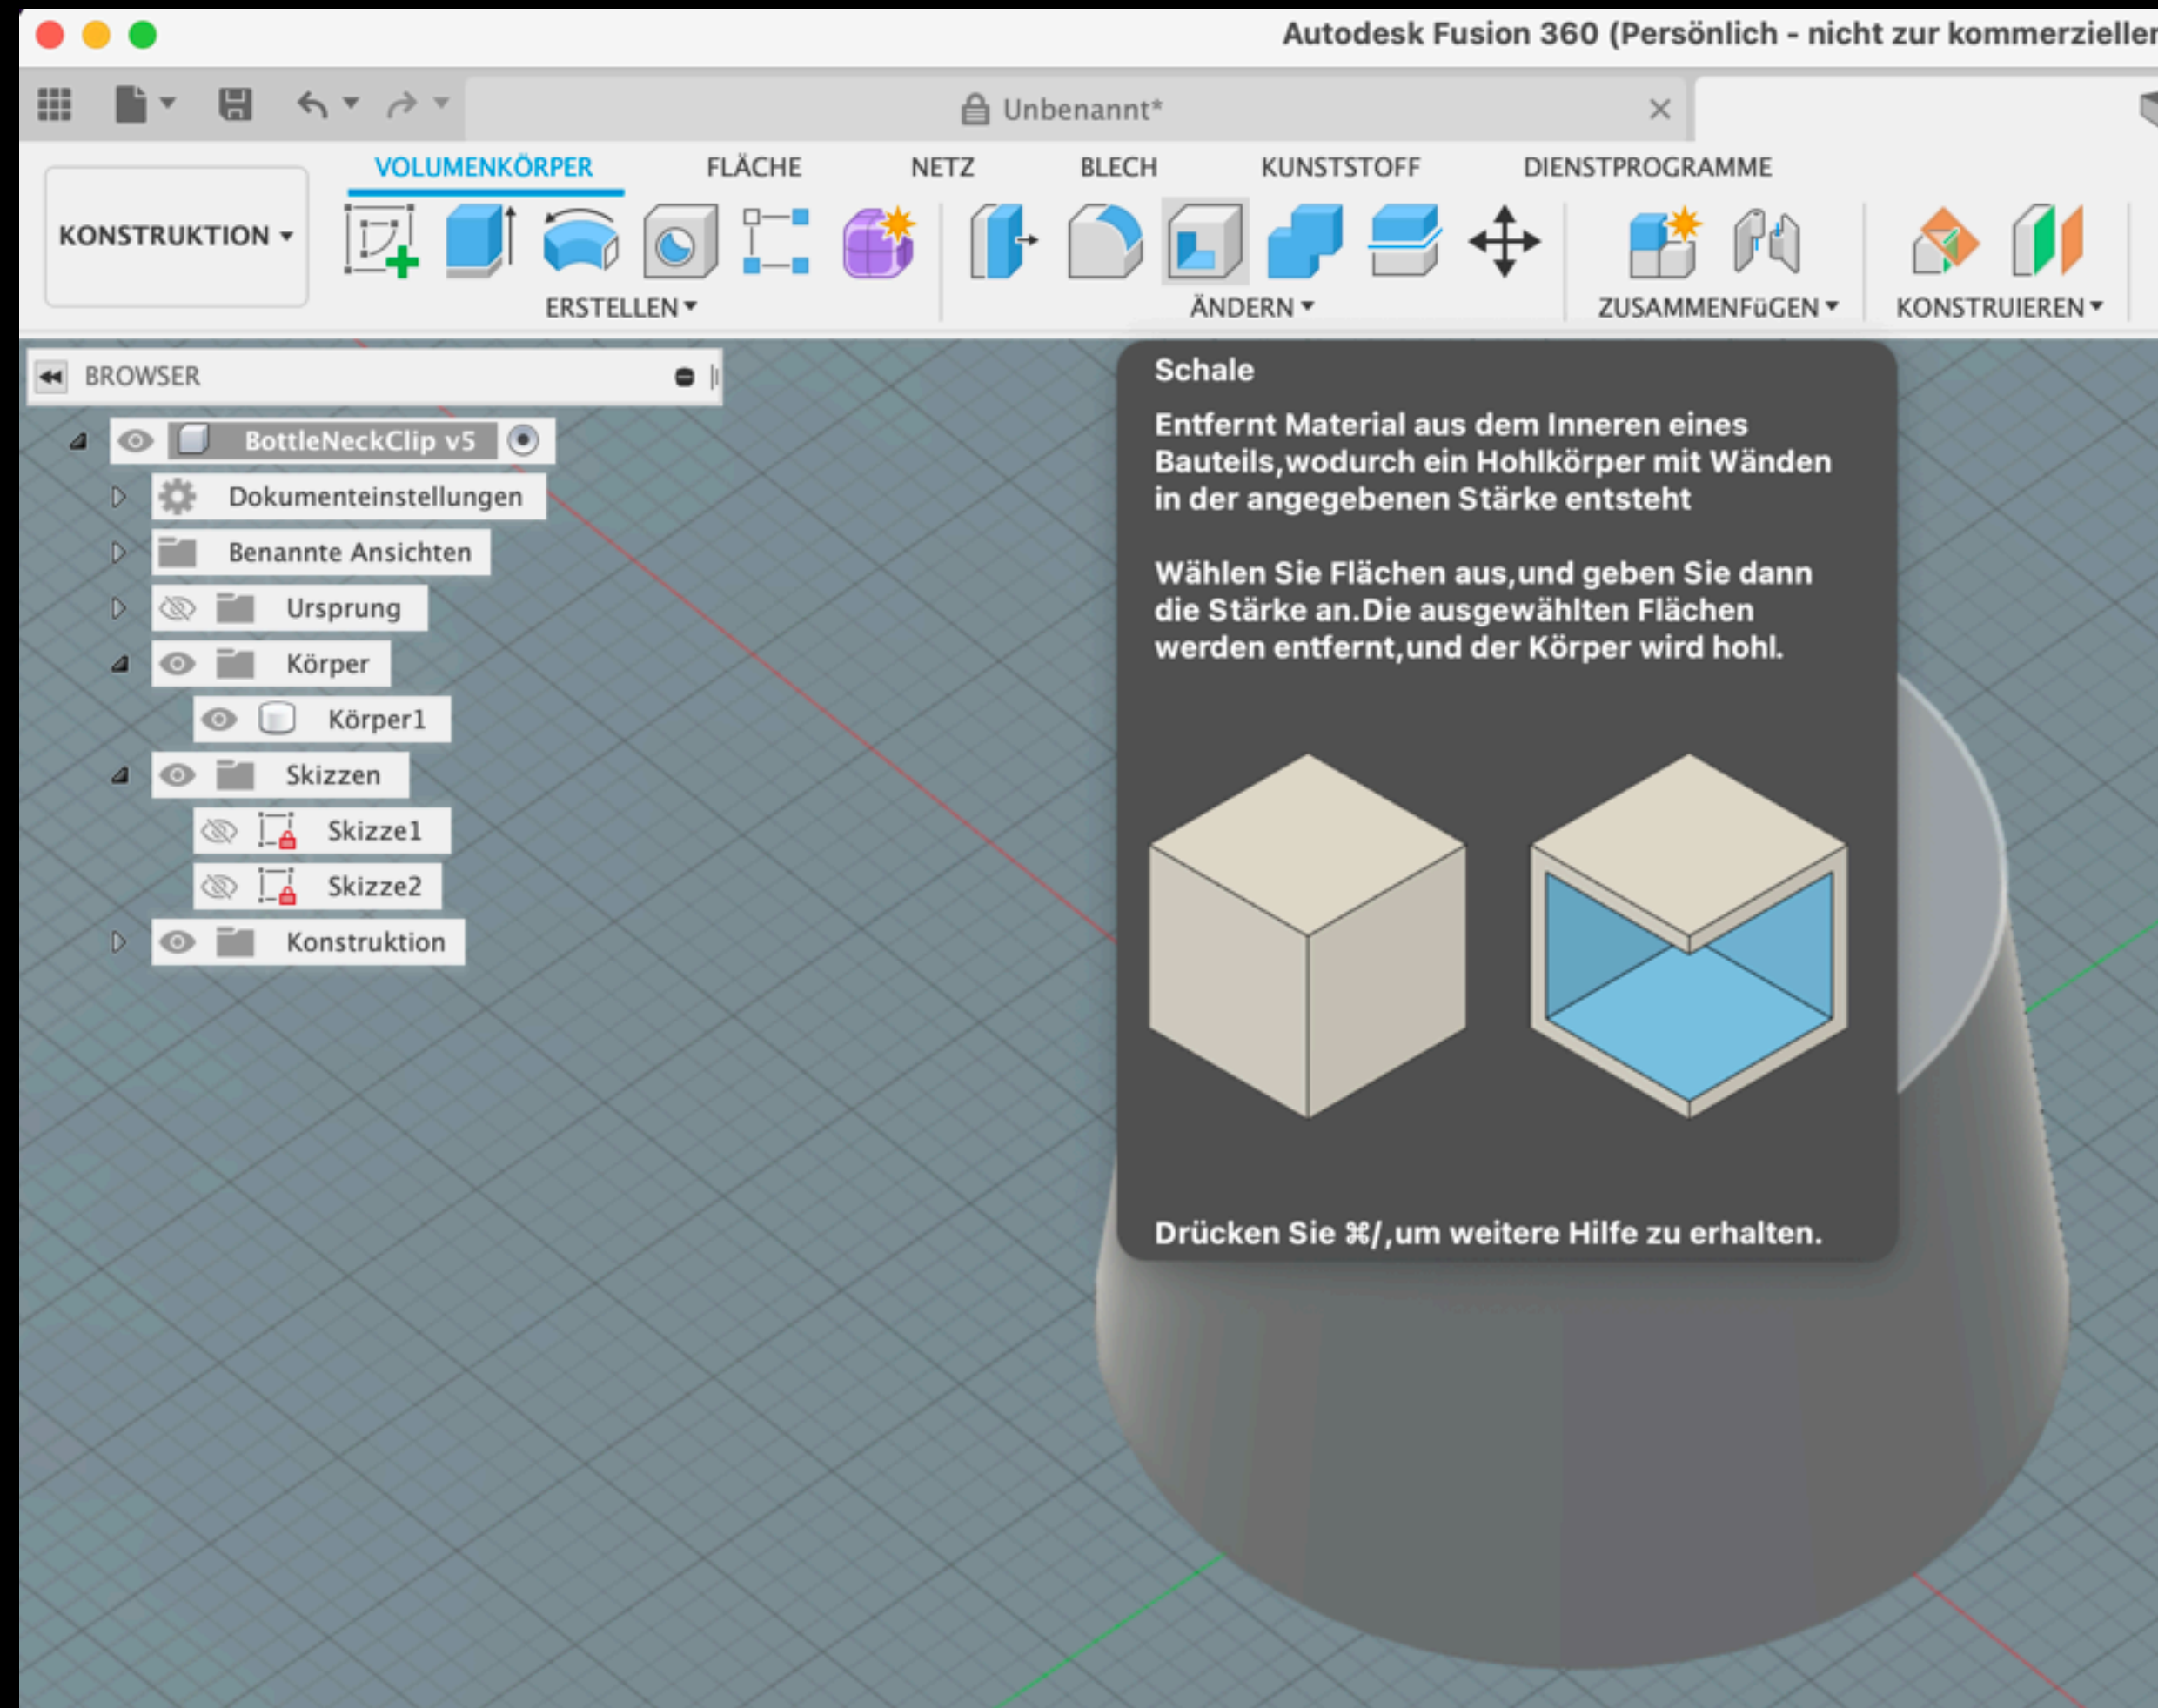 Autodesk Fusion 360 (Persönlich - nicht zur kommerzieller
Unbenannt*
VOLUMENKÖRPER FLÄCHE NETZ BLECH KUNSTSTOFF DIENSTPROGRAMME
KONSTRUKTION
ERSTELLEN ÄNDERN ZUSAMMENFüGEN KONSTRUIEREN
BROWSER
BottleNeckClip v5
Dokumenteinstellungen
Benannte Ansichten
Ursprung
Körper
Körper1
Skizzen
Skizze1
Skizze2
Konstruktion
Schale
Entfernt Material aus dem Inneren eines
Bauteils,wodurch ein Hohlkörper mit Wänden
in der angegebenen Stärke entsteht
Wählen Sie Flächen aus,und geben Sie dann
die Stärke an.Die ausgewählten Flächen
werden entfernt,und der Körper wird hohl.
Drücken Sie ⌘/,um weitere Hilfe zu erhalten.